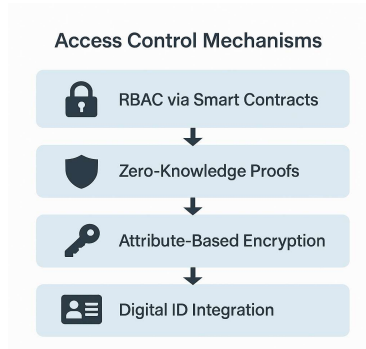 Access Control Mechanisms
RBAC via Smart Contracts
Zero-Knowledge Proofs
Attribute-Based Encryption
Digital ID Integration